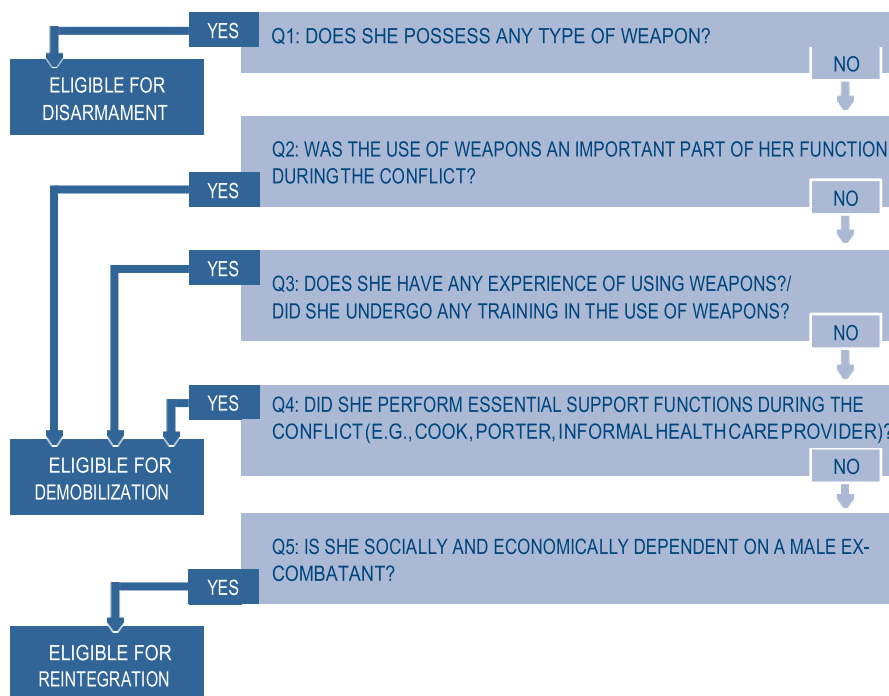 YES
Q1: DOES SHE POSSESS ANY TYPE OF WEAPON?
NO
ELIGIBLE FOR
DISARMAMENT
Q2: WAS THE USE OF WEAPONS AN IMPORTANT PART OF HER FUNCTION
DURING THE CONFLICT?
YES
NO
YES
Q3: DOES SHE HAVE ANY EXPERIENCE OF USING WEAPONS?/
DID SHE UNDERGO ANY TRAINING IN THE USE OF WEAPONS?
NO
YES
Q4: DID SHE PERFORM ESSENTIAL SUPPORT FUNCTIONS DURING THE
CONFLICT (E.G., COOK, PORTER, INFORMAL HEALTH CARE PROVIDER)?
NO
ELIGIBLE FOR
DEMOBILIZATION
Q5: IS SHE SOCIALLY AND ECONOMICALLY DEPENDENT ON A MALE EX-
COMBATANT?
YES
ELIGIBLE FOR
REINTEGRATION